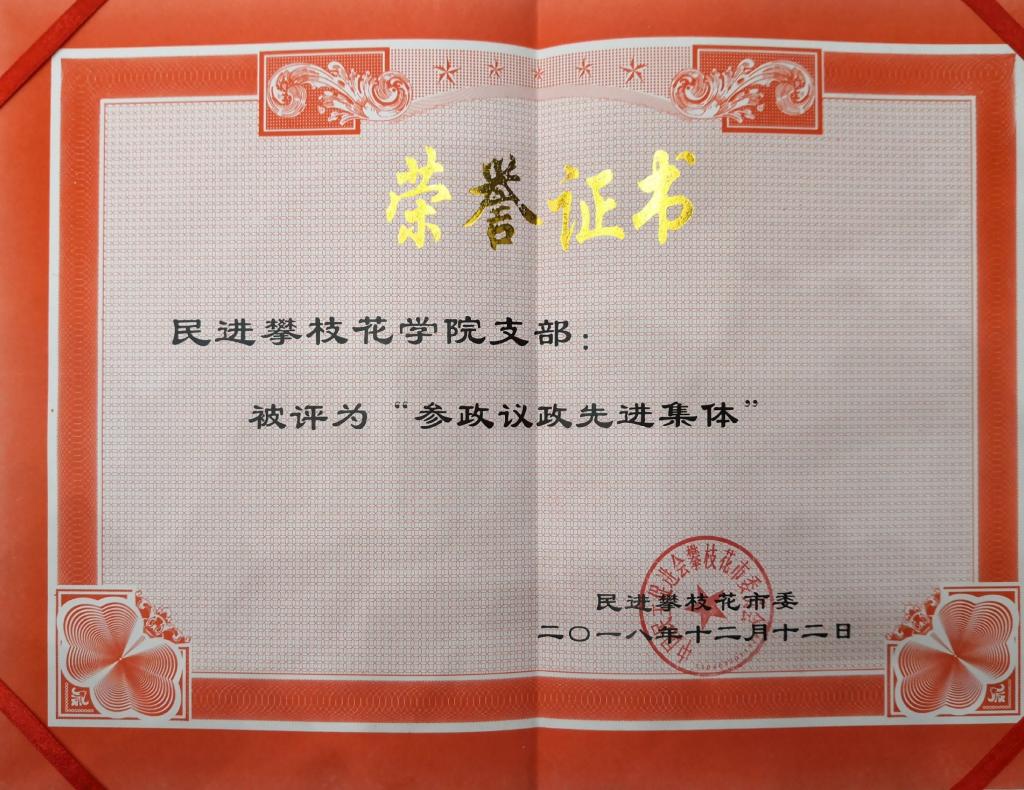 荣誉证书
民进攀枝花学院支部：
被评为“参政议政先进集体”
民进攀枝花市委
二〇一八年十二月十二日